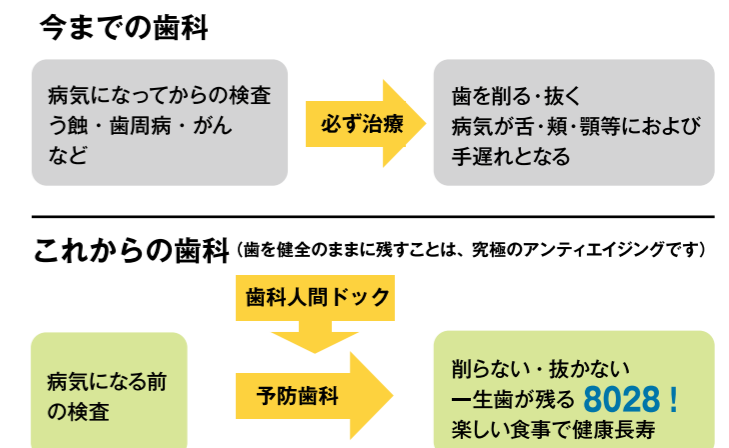 今までの歯科
病気になってからの検査
う蝕・歯周病・がん
など
必ず治療
歯を削る・抜く
病気が舌・頬・顎等におよび
手遅れとなる
これからの歯科(歯を健全のままに残すことは、究極のアンティエイジングです)
歯科人間ドック
病気になる前
の検査
予防歯科
削らない・抜かない
一生歯が残る 8028！
楽しい食事で健康長寿